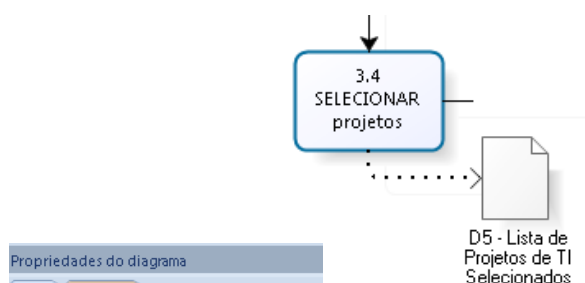 3.4
SELECIONAR
projetos
D5 - Lista de
Projetos de TI
Selecionados
Propriedades do diagrama